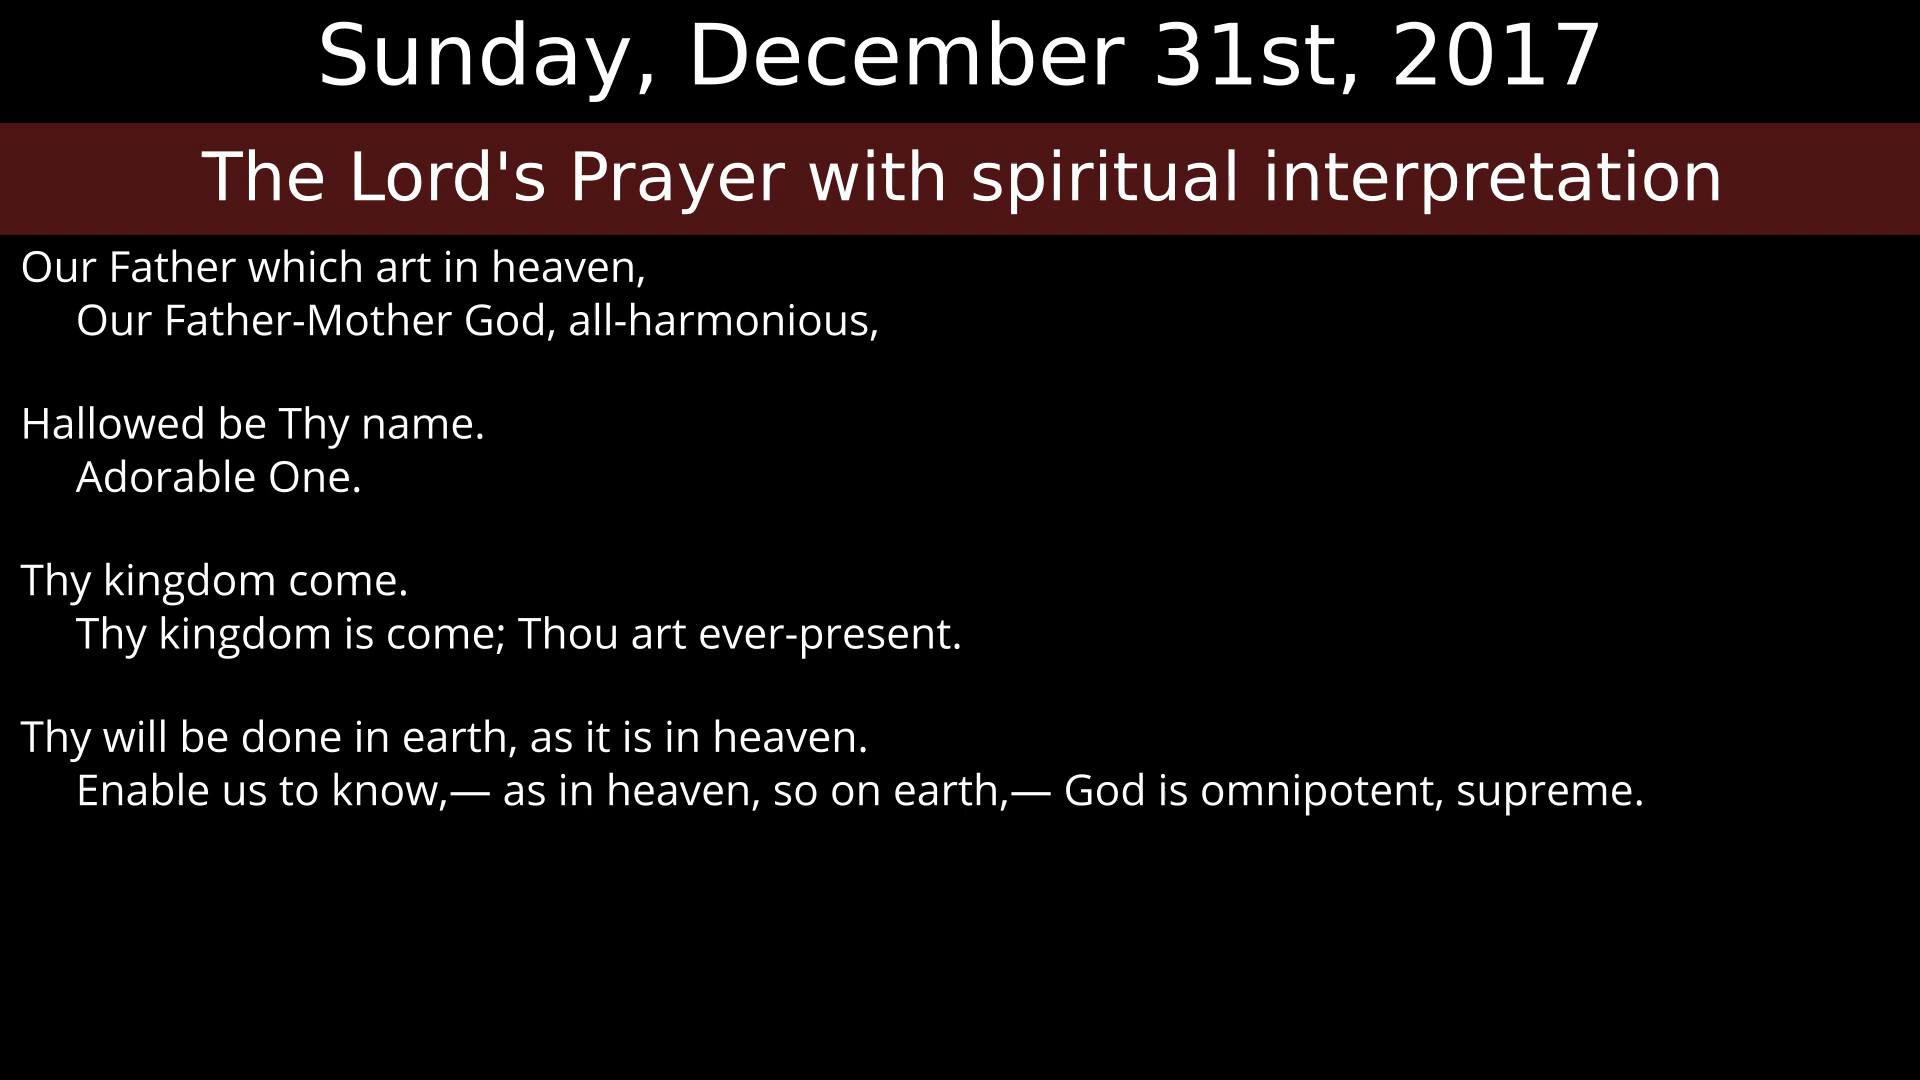 Sunday, December 31st, 2017
The Lord's Prayer with spiritual interpretation
Our Father which art in heaven,
Our Father-Mother God, all-harmonious,
Hallowed be Thy name.
Adorable One.
Thy kingdom come.
Thy kingdom is come; Thou art ever-present.
Thy will be done in earth, as it is in heaven.
Enable us to know,— as in heaven, so on earth,— God is omnipotent, supreme.